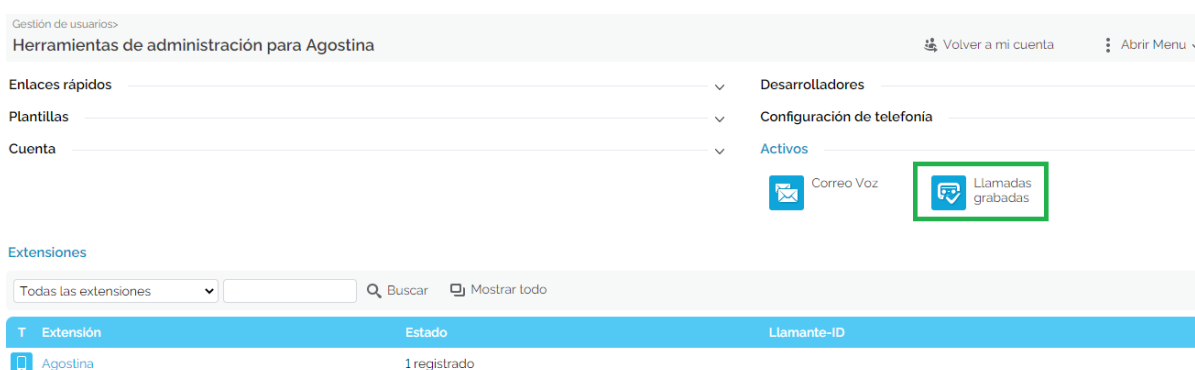 Gestión de usuarios>
Herramientas de administración para Agostina
Volver a mi cuenta
Abrir Menu
Enlaces rápidos
Desarrolladores
Plantillas
Configuración de telefonía
Cuenta
Activos
Correo Voz
Llamadas
grabadas
Extensiones
Todas las extensiones
Buscar
Mostrar todo
T Extensión Estado Llamante-ID
Agostina 1 registrado